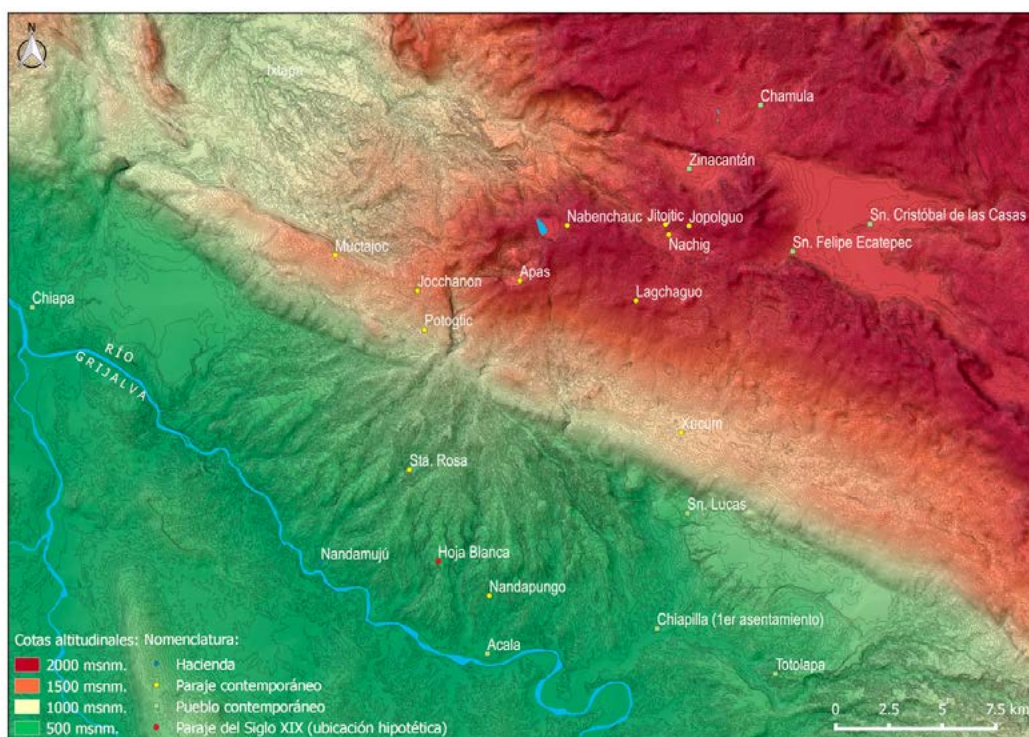 N
Ixtapa
Chamula
Zinacantán
Nabenchauc
Jitojtic
Jopolguo
Sn. Cristóbal de las Casas
Nachig
Sn. Felipe Ecatepec
Muctajoc
Apas
Jocchanon
Lagchaguo
Chiapa
Potogtic
RÍO
GRIJALVA
Xucum
Sta. Rosa
Sn. Lucas
Nandamujú
Hoja Blanca
Nandapungo
Chiapilla (1er asentamiento)
Acala
Totolapa
Cotas altitudinales:
2000 msnm.
1500 msnm.
1000 msnm.
500 msnm.
Nomenclatura:
Hacienda
Paraje contemporáneo
Pueblo contemporáneo
Paraje del Siglo XIX (ubicación hipotética)
0 2.5 5 7.5 km